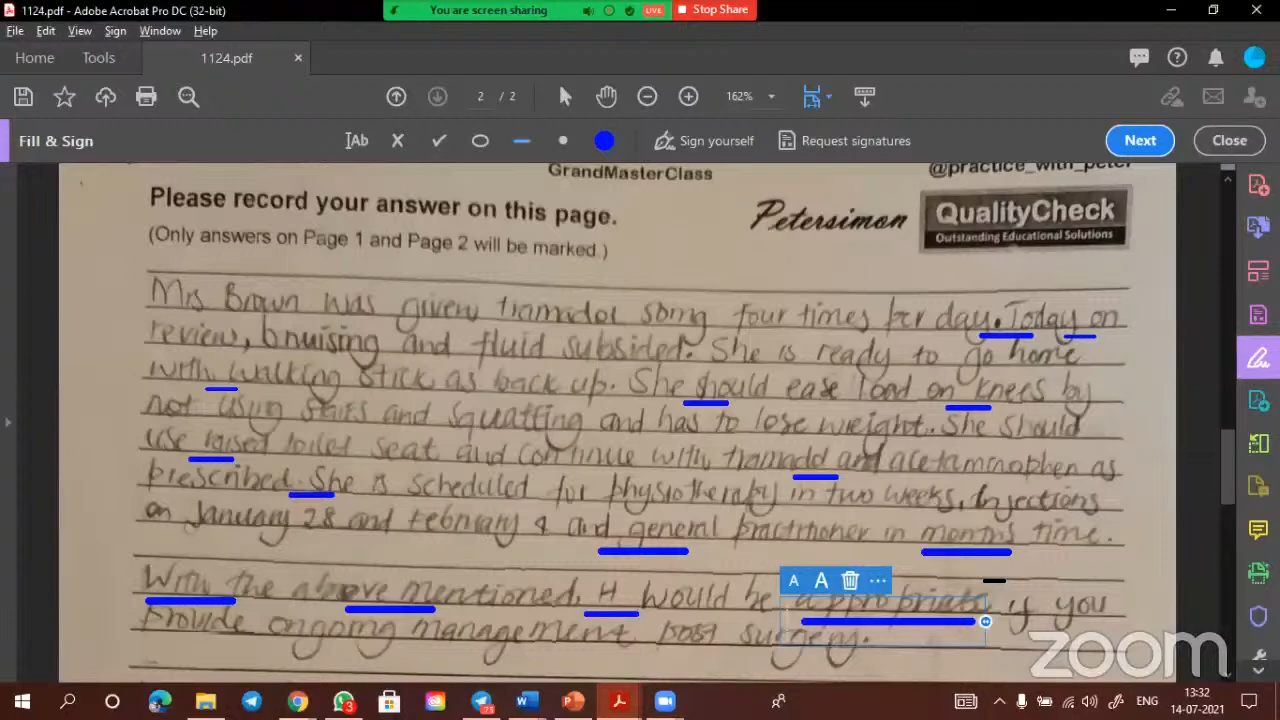 1124.pdf - Adobe Acrobat Pro DC (32-bit)
You are screen sharing LIVE Stop Share
File Edit View Sign Window Help
Home Tools 1124.pdf ×
2 / 2 162%
Fill & Sign Ab Sign yourself Request signatures Next Close
GrandMasterClass @practice_with_peter
Please record your answer on this page.
(Only answers on Page 1 and Page 2 will be marked.)
Petersimon QualityCheck
Outstanding Educational Solutions
Mrs Brown was given tramadol 50mg four times per day. Today on
review, bruising and fluid subsided. She is ready to go home
with walking stick as back up. She should ease load on knees by
not using stairs and squatting and has to lose weight. She should
use raised toilet seat and continue with tramadol and acetaminophen as
prescribed. She is scheduled for physiotherapy in two weeks, Injections
on January 28 and February 4 and general practitioner in month's time.
A A ...
With the above mentioned, it would be appropriate if you
provide ongoing management post surgery.
zoom
3 73 W P ENG 13:32
14-07-2021